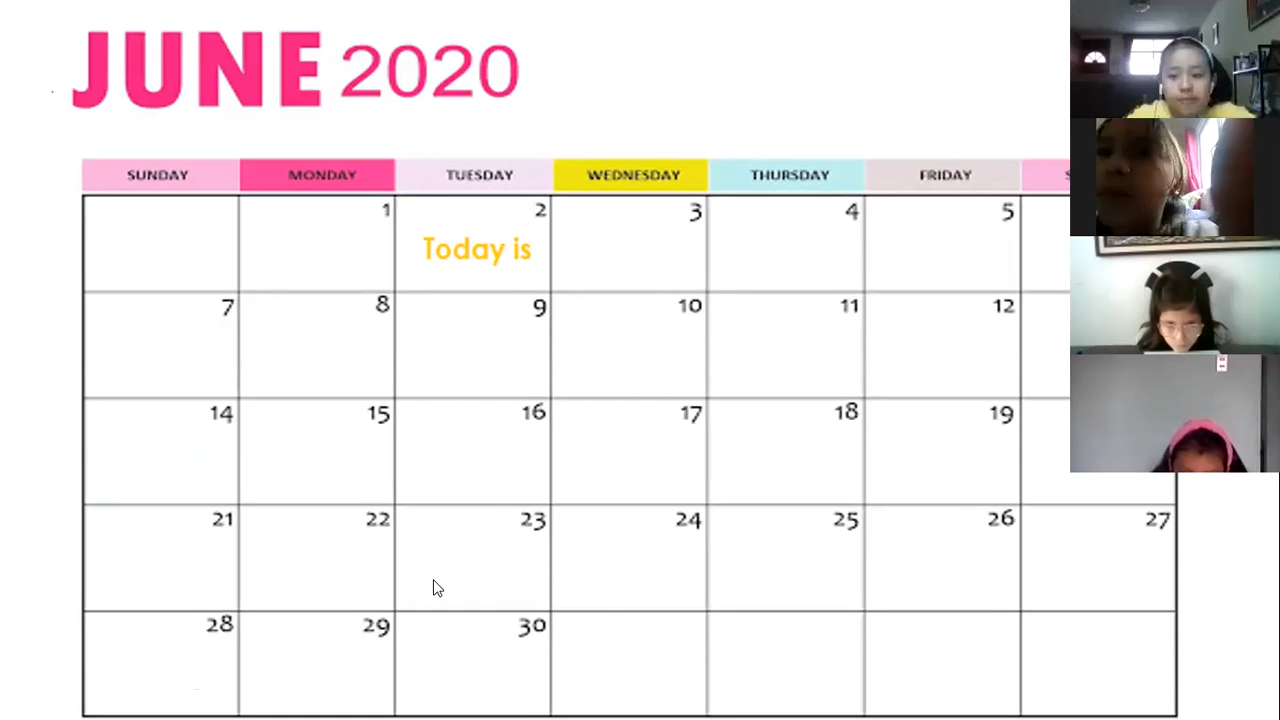 JUNE 2020
SUNDAY MONDAY TUESDAY WEDNESDAY THURSDAY FRIDAY S
1 2 3 4 5
Today is
7 8 9 10 11 12
14 15 16 17 18 19
21 22 23 24 25 26 27
28 29 30